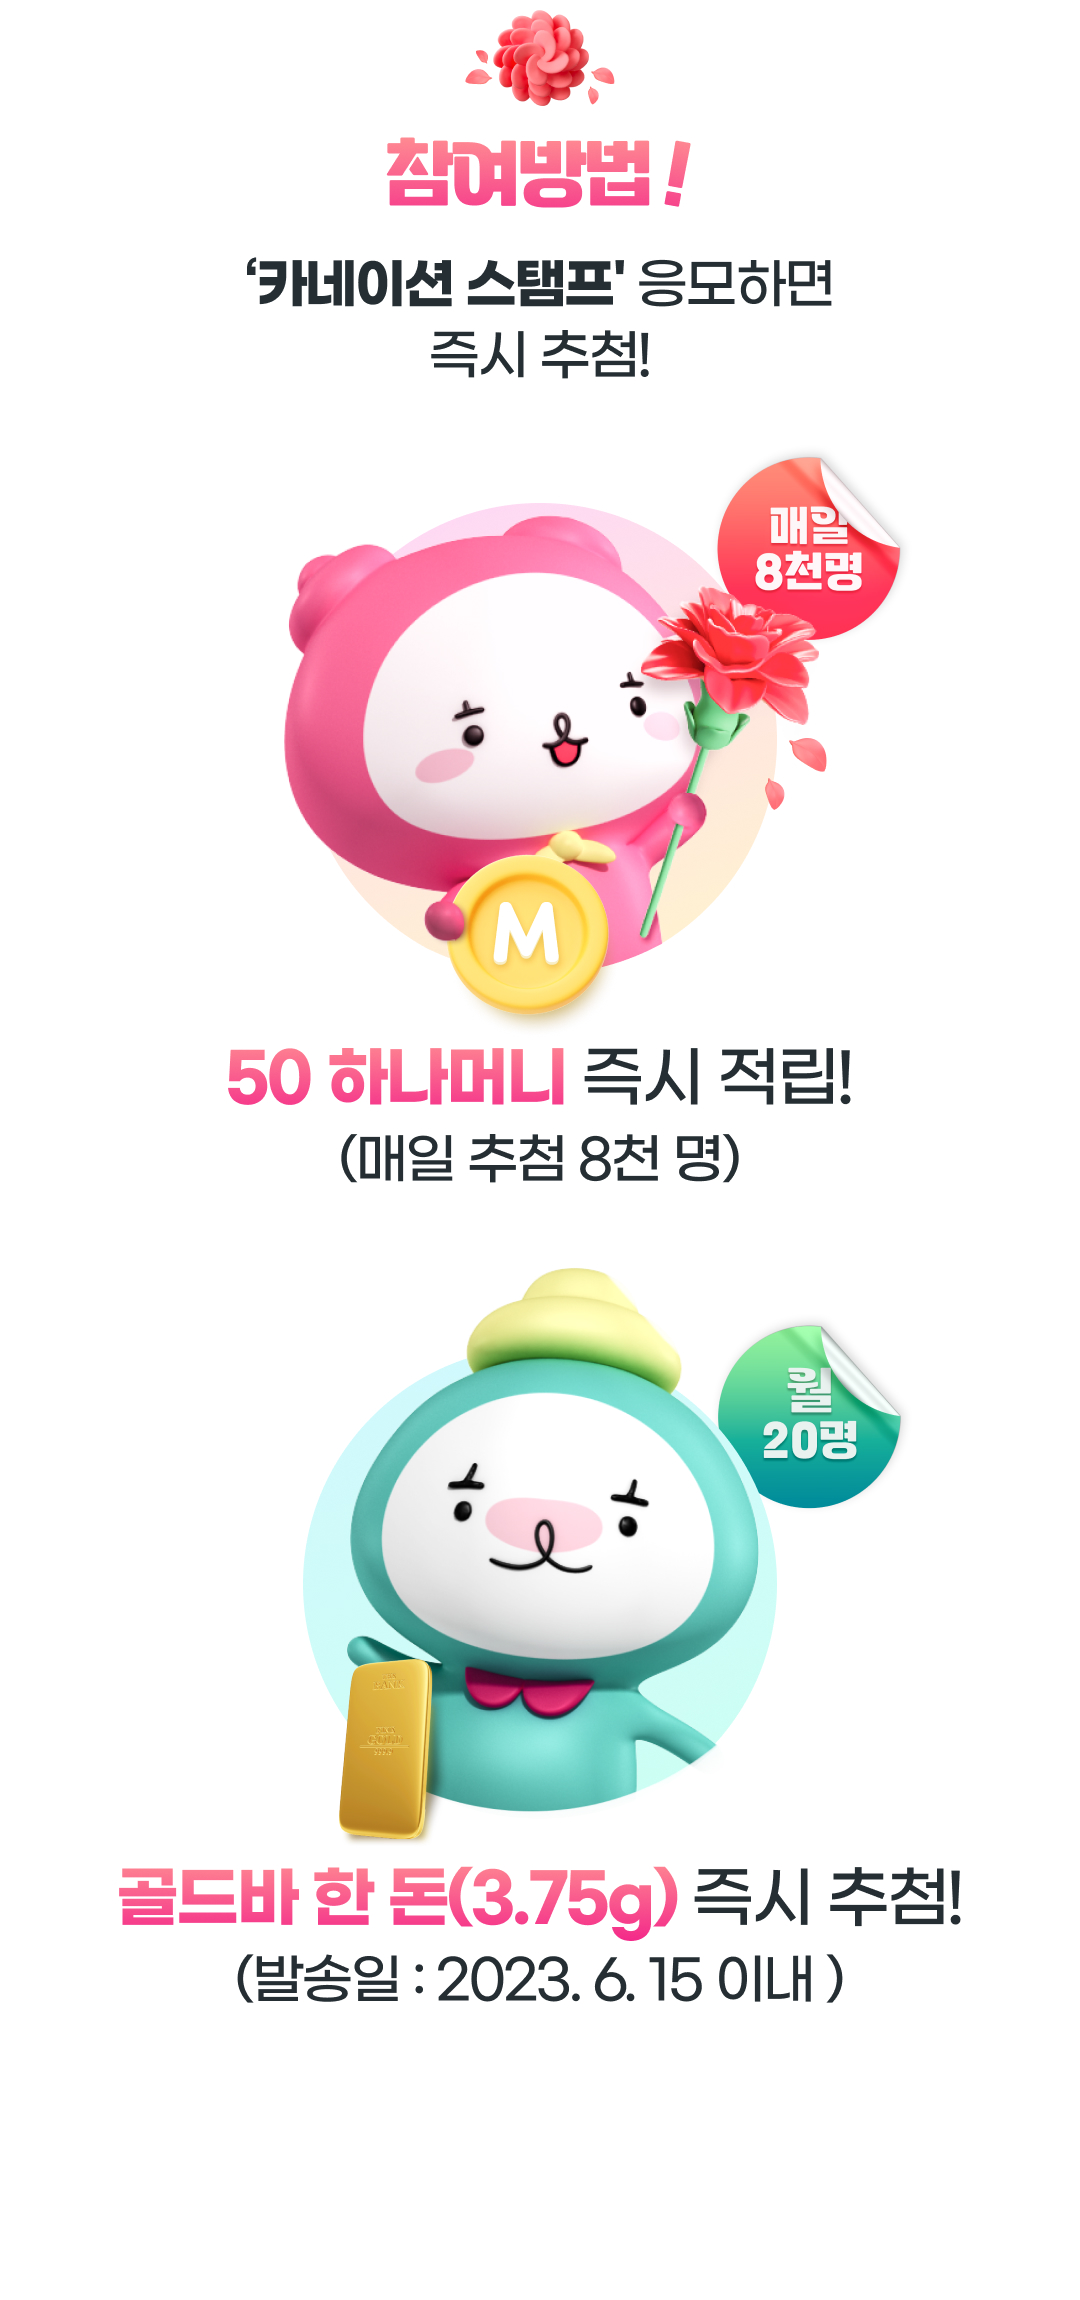 참여방법!
‘카네이션 스탬프' 응모하면
즉시 추첨!
매일
8천명
M
50 하나머니 즉시 적립!
(매일 추첨 8천 명)
월
20명
GOLD
골드바 한 돈(3.75g) 즉시 추첨!
(발송일 : 2023. 6. 15 이내 )